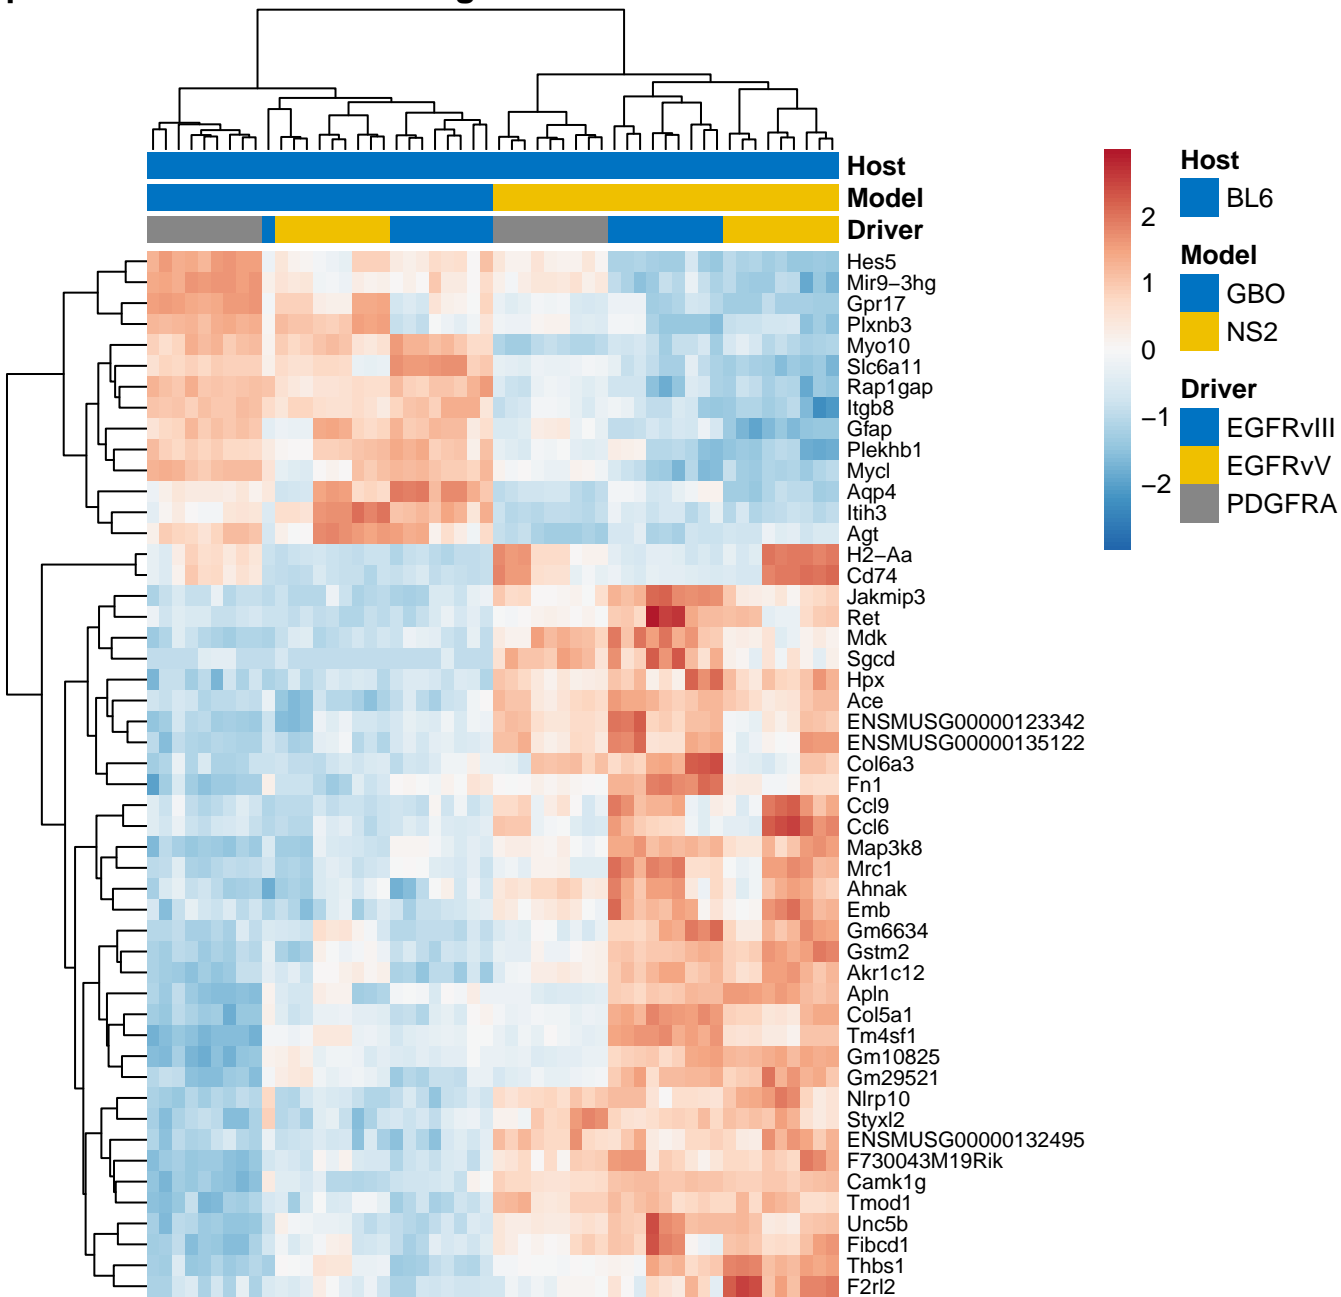 Host
Model
Driver
Hes5
Mir9−3hg
Gpr17
Plxnb3
Myo10
Slc6a11
Rap1gap
Itgb8
Gfap
Plekhb1
Mycl
Aqp4
Itih3
Agt
H2−Aa
Cd74
Jakmip3
Ret
Mdk
Sgcd
Hpx
Ace
ENSMUSG00000123342
ENSMUSG00000135122
Col6a3
Fn1
Ccl9
Ccl6
Map3k8
Mrc1
Ahnak
Emb
Gm6634
Gstm2
Akr1c12
Apln
Col5a1
Tm4sf1
Gm10825
Gm29521
Nlrp10
Styxl2
ENSMUSG00000132495
F730043M19Rik
Camk1g
Tmod1
Unc5b
Fibcd1
Thbs1
F2rl2
2
1
0
−1
−2
Host
BL6
Model
GBO
NS2
Driver
EGFRvIII
EGFRvV
PDGFRA